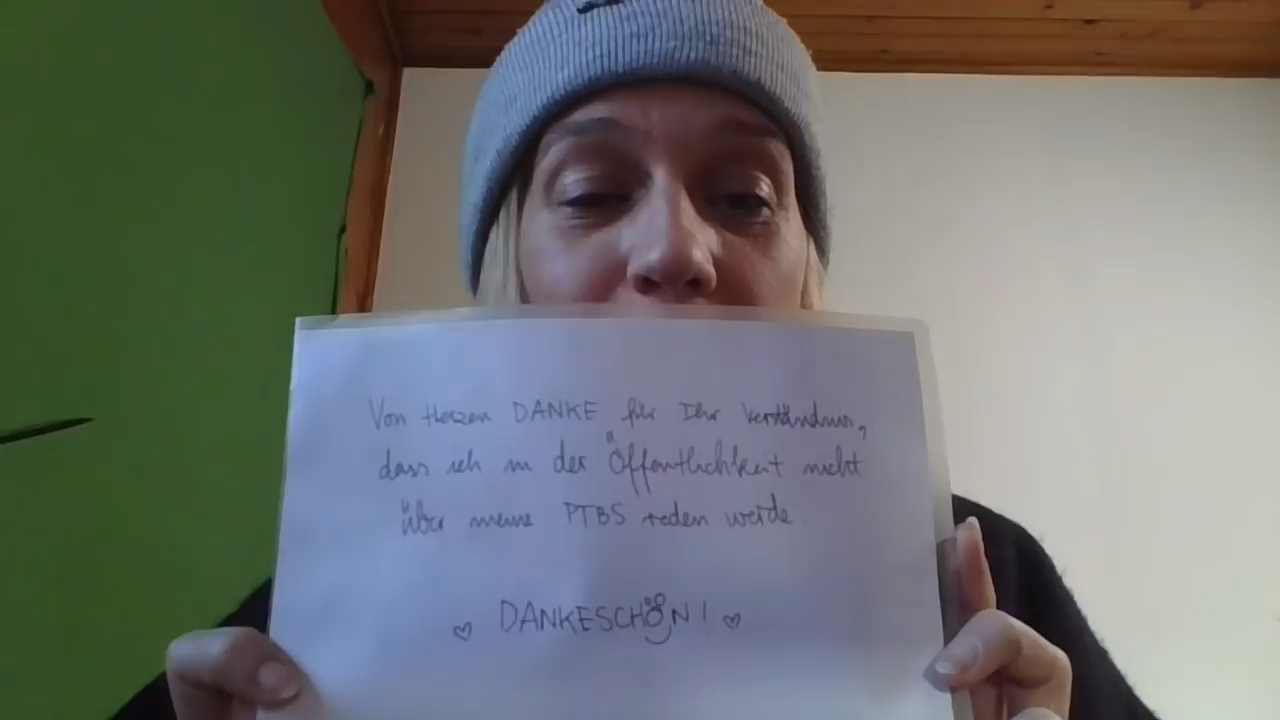 Von Herzen DANKE für Ihr Verständnis,
dass ich in der Öffentlichkeit nicht
über meine PTBS reden werde.
♡ DANKESCHÖN! ♡